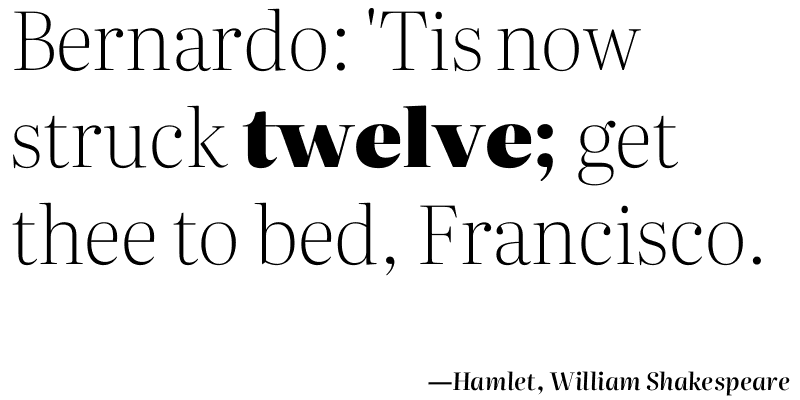 Bernardo: 'Tis now
struck twelve; get
thee to bed, Francisco.
—Hamlet, William Shakespeare